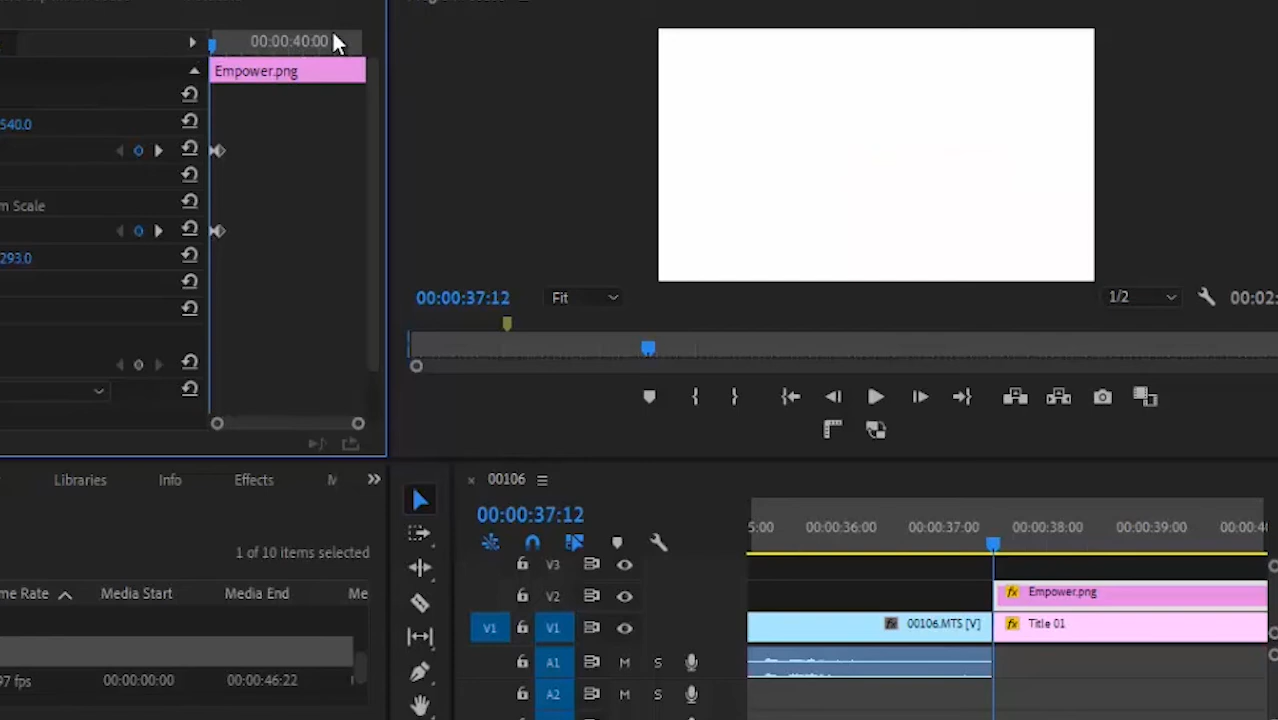 00:00:40:00
Empower.png
540.0
m Scale
293.0
00:00:37:12
Fit
1/2
00:02:
Libraries
Info
Effects
M
1 of 10 items selected
me Rate
Media Start
Media End
Me
97 fps
00:00:00:00
00:00:46:22
× 00106
00:00:37:12
5:00
00:00:36:00
00:00:37:00
00:00:38:00
00:00:39:00
00:00:40
V3
V2
fx Empower.png
V1
V1
fx 00106.MTS [V]
fx Title 01
A1
M
S
A2
M
S